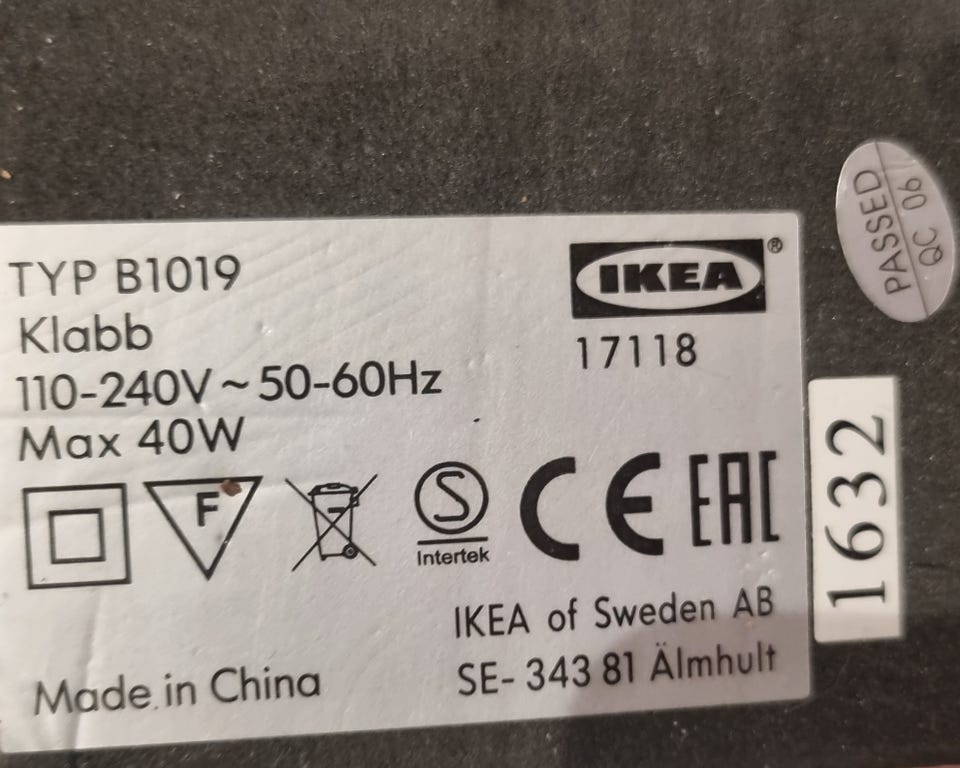 TYP B1019
Klabb
110-240V ~ 50-60Hz
Max 40W
IKEA®
17118
F
S
Intertek
CE
EAC
IKEA of Sweden AB
SE- 343 81 Älmhult
Made in China
PASSED
QC 06
1632